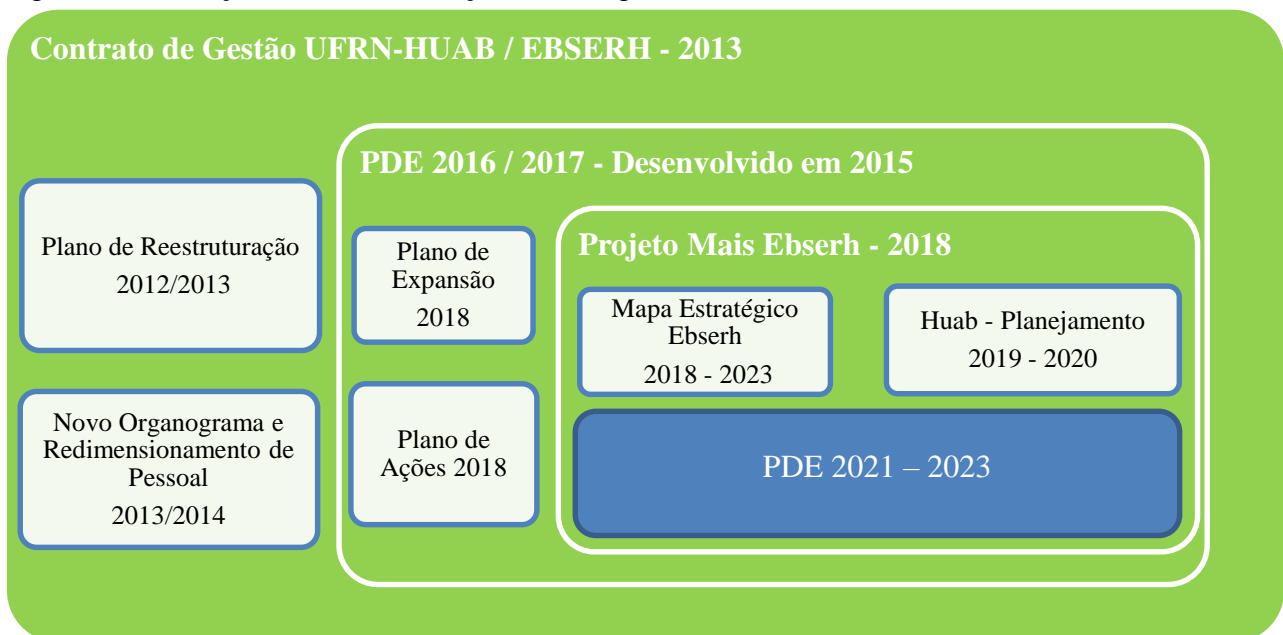 Contrato de Gestão UFRN-HUAB / EBSERH - 2013
PDE 2016 / 2017 - Desenvolvido em 2015
Plano de Reestruturação
2012/2013
Novo Organograma e
Redimensionamento de
Pessoal
2013/2014
Plano de
Expansão
2018
Plano de
Ações 2018
Projeto Mais Ebserh - 2018
Mapa Estratégico
Ebserh
2018 - 2023
Huab - Planejamento
2019 - 2020
PDE 2021 – 2023